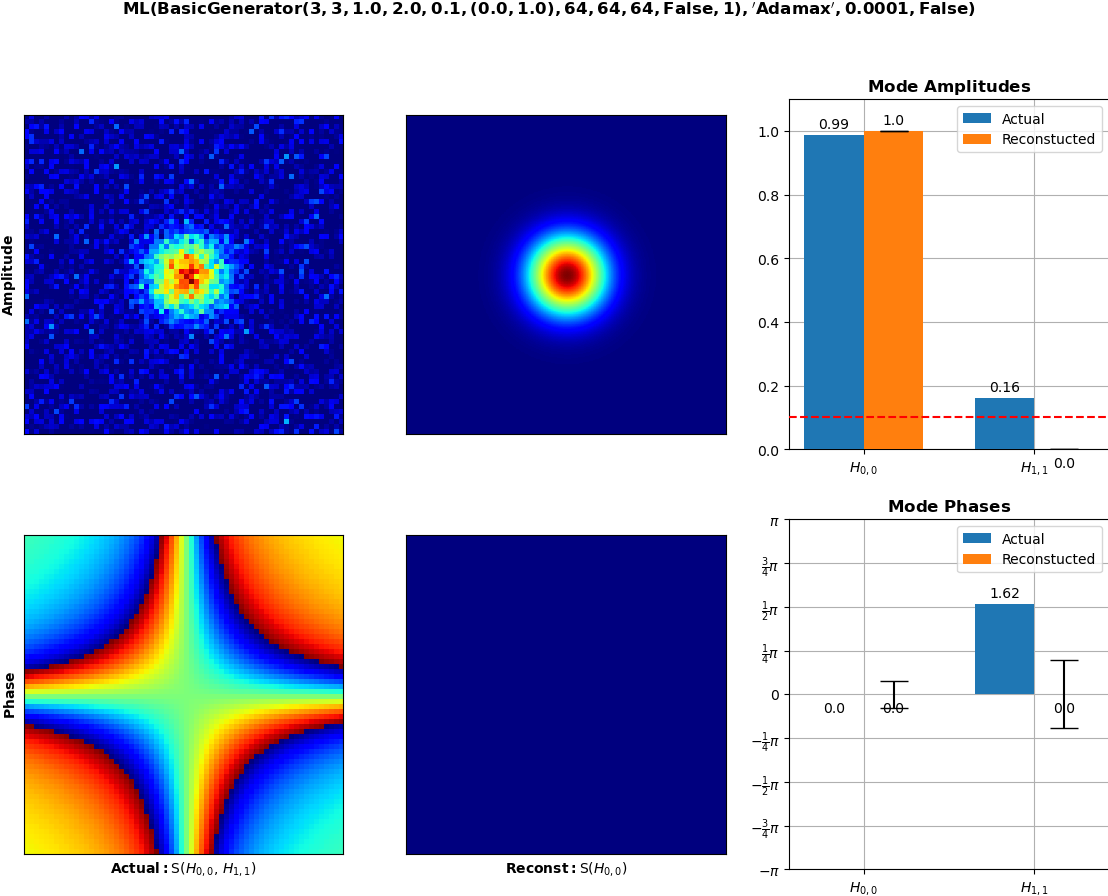 ML(BasicGenerator(3, 3, 1.0, 2.0, 0.1, (0.0, 1.0), 64, 64, 64, False, 1), ′Adamax′, 0.0001, False)
Amplitude
Mode Amplitudes
Actual
Reconstucted
0.99
1.0
0.16
0.0
1.0
0.8
0.6
0.4
0.2
0.0
H0, 0
H1, 1
Phase
Actual: S(H0, 0, H1, 1)
Reconst: S(H0, 0)
Mode Phases
Actual
Reconstucted
1.62
0.0
0.0
0.0
π
3/4π
1/2π
1/4π
0
−1/4π
−1/2π
−3/4π
−π
H0, 0
H1, 1